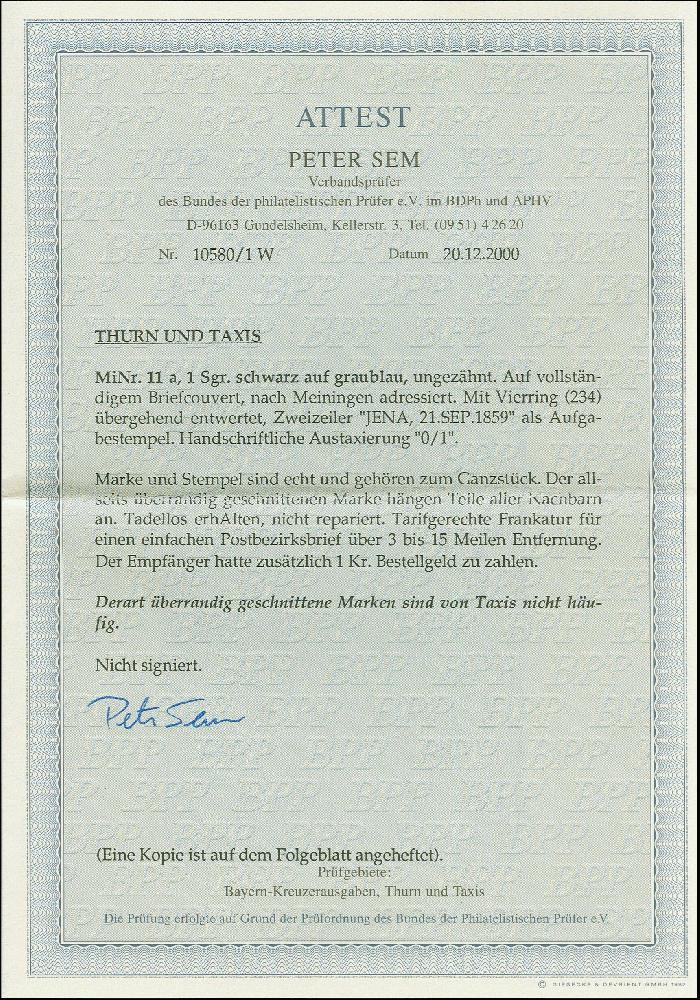 ATTEST
PETER SEM
Verbandsprüfer
des Bundes der philatelistischen Prüfer e.V. im BDPh und APHV
D-96163 Gundelsheim, Kellerstr. 3, Tel. (09 51) 4 26 20
Nr. 10580/1 W Datum 20.12.2000
THURN UND TAXIS
MiNr. 11 a, 1 Sgr. schwarz auf graublau, ungezähnt. Auf vollstän-
digem Briefcouvert, nach Meiningen adressiert. Mit Vierring (234)
übergehend entwertet, Zweizeiler "JENA, 21.SEP.1859" als Aufga-
bestempel. Handschriftliche Austaxierung "0/1".
Marke und Stempel sind echt und gehören zum Ganzstück. Der all-
seits überrandig geschnittenen Marke hängen Teile aller Nachbarn
an. Tadellos erhAlten, nicht repariert. Tarifgerechte Frankatur für
einen einfachen Postbezirksbrief über 3 bis 15 Meilen Entfernung.
Der Empfänger hatte zusätzlich 1 Kr. Bestellgeld zu zahlen.
Derart überrandig geschnittene Marken sind von Taxis nicht häu-
fig.
Nicht signiert.
Peter Sem
(Eine Kopie ist auf dem Folgeblatt angeheftet).
Prüfgebiete:
Bayern-Kreuzerausgaben, Thurn und Taxis
Die Prüfung erfolgte auf Grund der Prüfordnung des Bundes der Philatelistischen Prüfer e.V.
© GIESECKE & DEVRIENT GMBH 1992